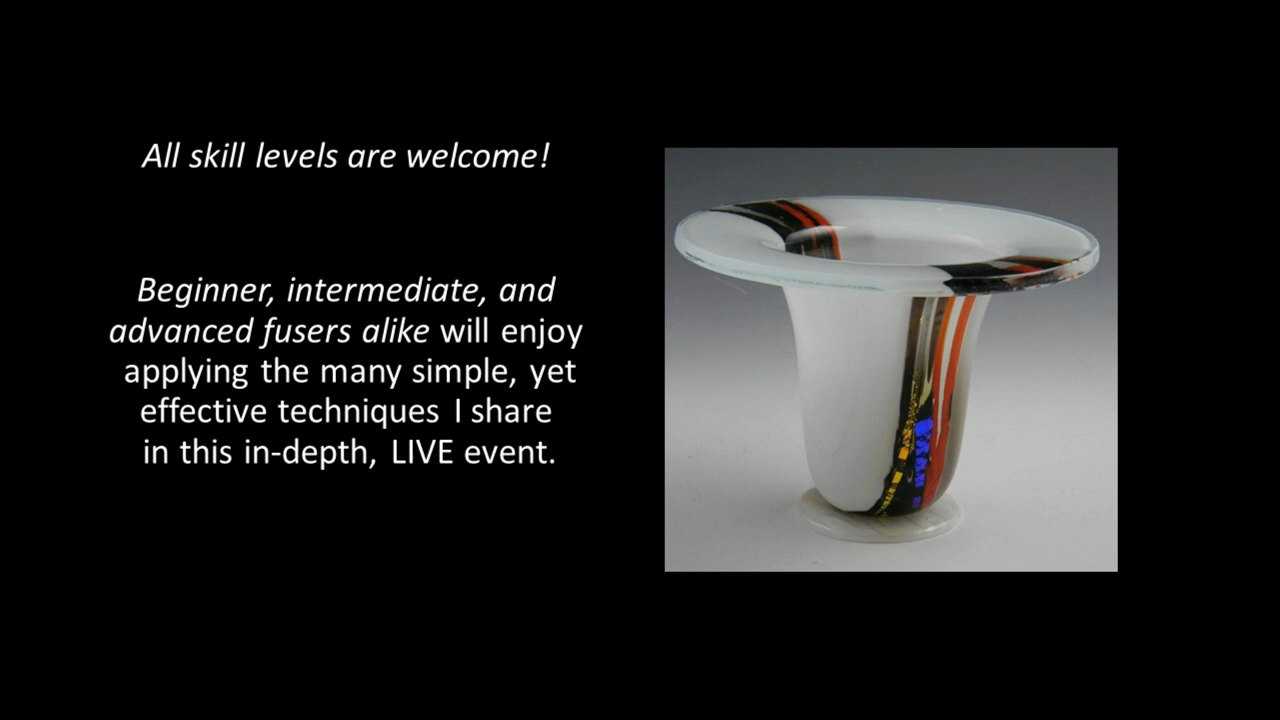 All skill levels are welcome!
Beginner, intermediate, and
advanced fusers alike will enjoy
applying the many simple, yet
effective techniques I share
in this in-depth, LIVE event.